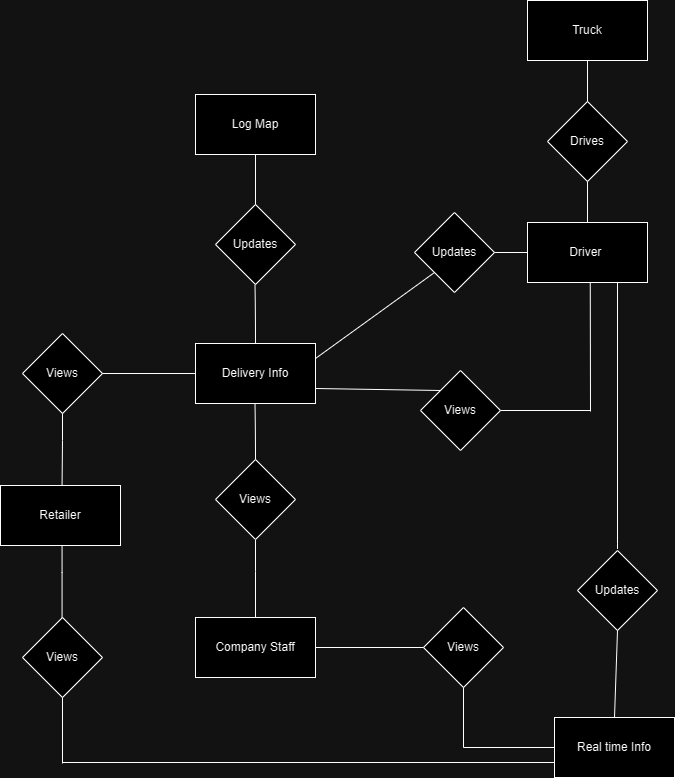 Truck
Log Map
Drives
Updates
Updates
Driver
Views
Delivery Info
Views
Views
Retailer
Updates
Views
Company Staff
Views
Real time Info